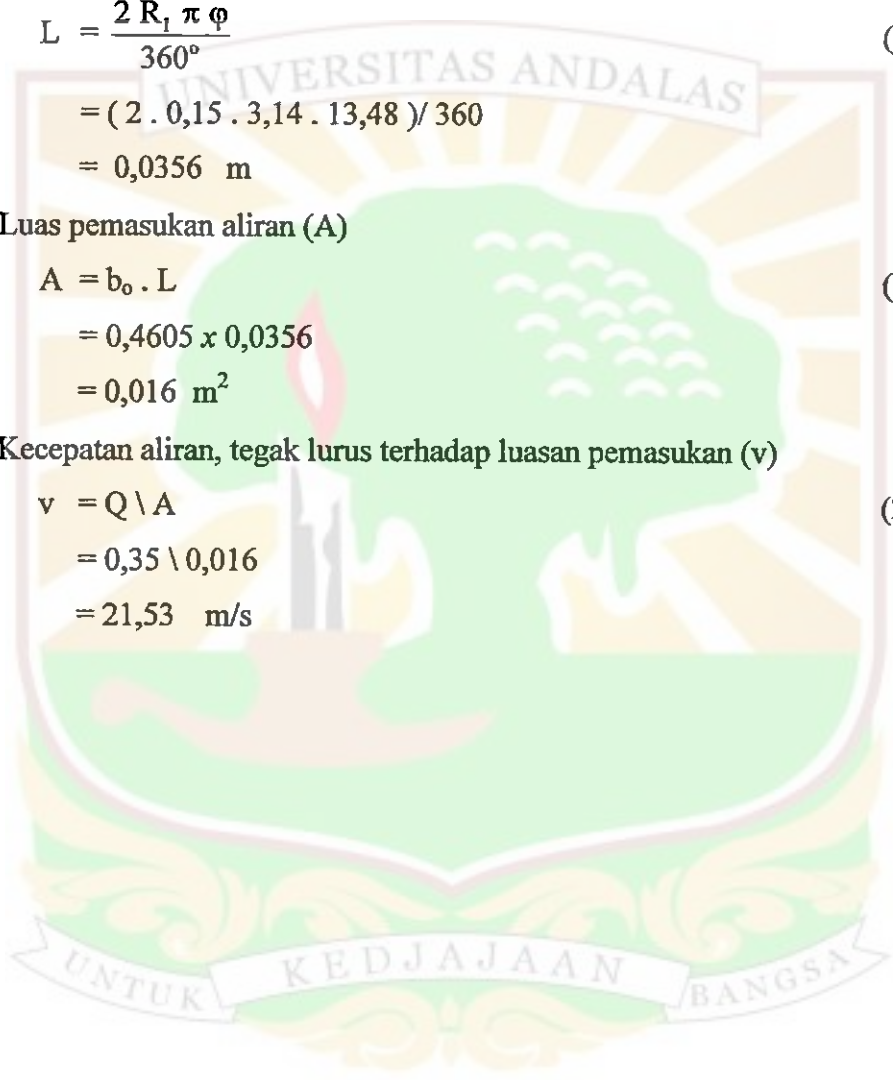 L = 2 R₁ π φ / 360°
UNIVERSITAS ANDALAS
= ( 2 . 0,15 . 3,14 . 13,48 )/ 360
= 0,0356 m
Luas pemasukan aliran (A)
A = b₀ . L
= 0,4605 x 0,0356
= 0,016 m²
Kecepatan aliran, tegak lurus terhadap luasan pemasukan (v)
v = Q \ A
= 0,35 \ 0,016
= 21,53 m/s
UNTUK KEDJAJAAN BANGSA